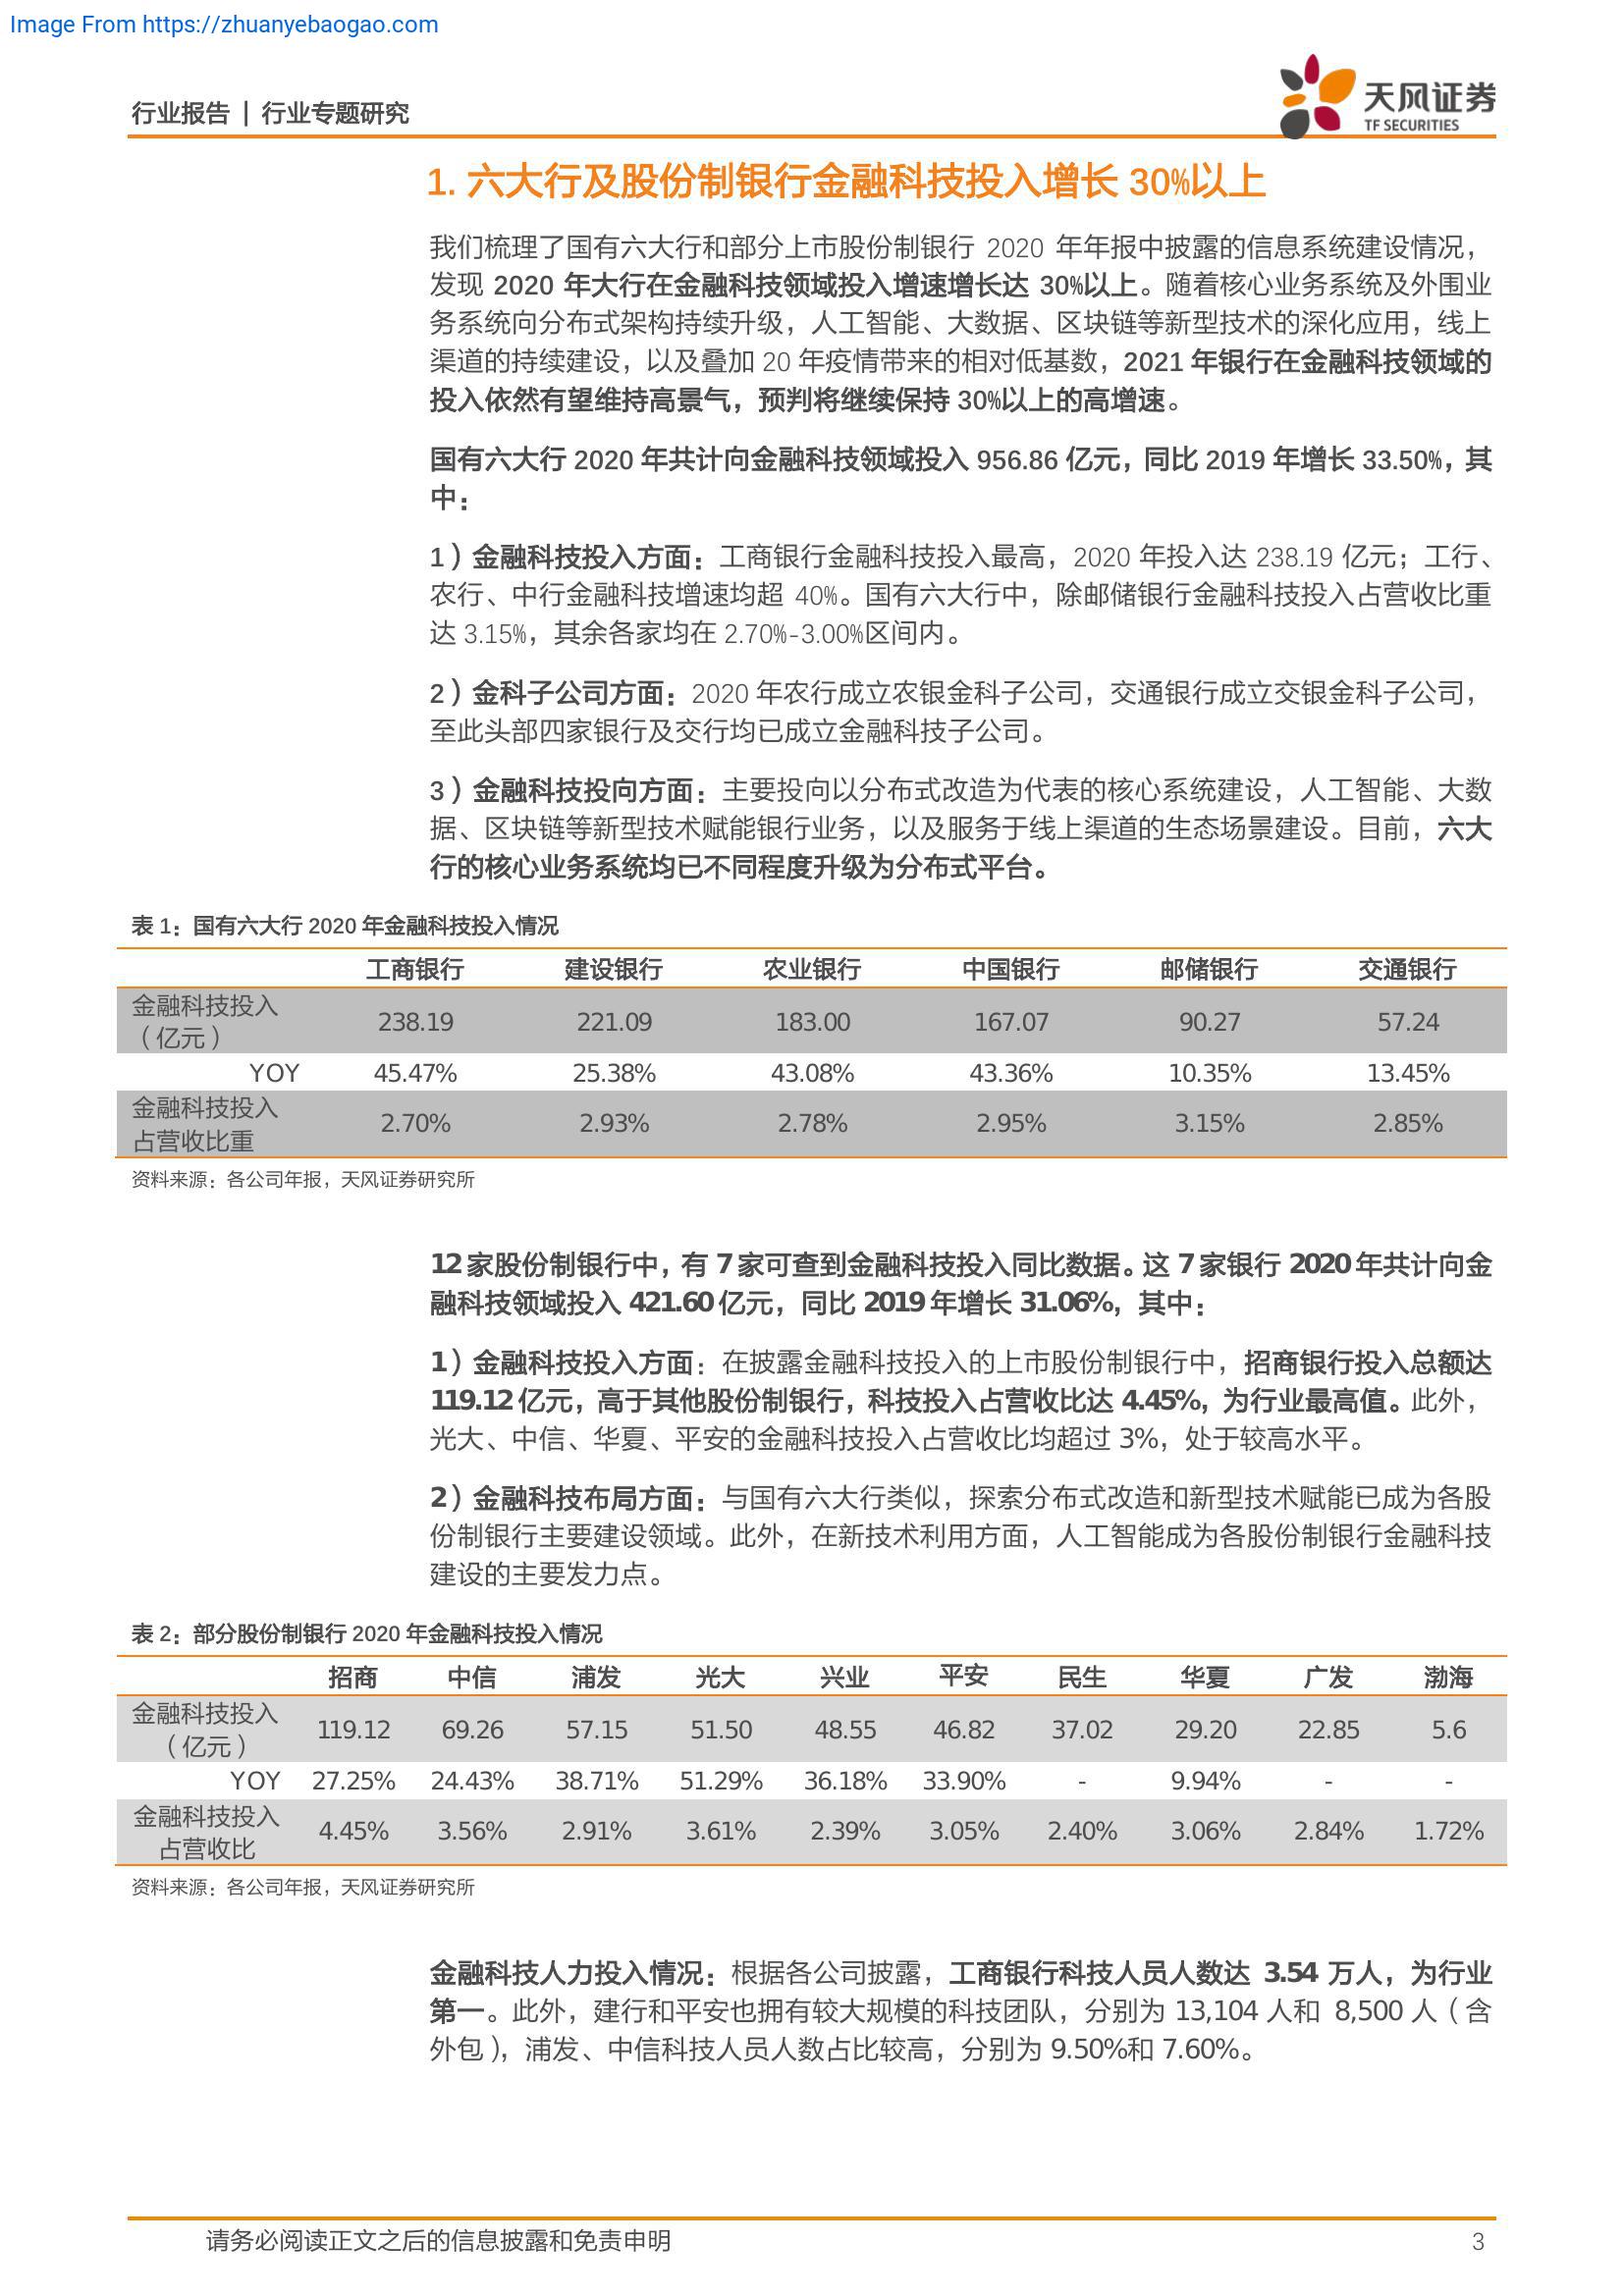 Image From https://zhuanyebaogao.com
行业报告 | 行业专题研究
天风证券
TF SECURITIES
1. 六大行及股份制银行金融科技投入增长 30%以上
我们梳理了国有六大行和部分上市股份制银行 2020 年年报中披露的信息系统建设情况，
发现 2020 年大行在金融科技领域投入增速增长达 30%以上。随着核心业务系统及外围业
务系统向分布式架构持续升级，人工智能、大数据、区块链等新型技术的深化应用，线上
渠道的持续建设，以及叠加 20 年疫情带来的相对低基数，2021 年银行在金融科技领域的
投入依然有望维持高景气，预判将继续保持 30%以上的高增速。
国有六大行 2020 年共计向金融科技领域投入 956.86 亿元，同比 2019 年增长 33.50%，其
中：
1）金融科技投入方面：工商银行金融科技投入最高，2020 年投入达 238.19 亿元；工行、
农行、中行金融科技增速均超 40%。国有六大行中，除邮储银行金融科技投入占营收比重
达 3.15%，其余各家均在 2.70%-3.00%区间内。
2）金科子公司方面：2020 年农行成立农银金科子公司，交通银行成立交银金科子公司，
至此头部四家银行及交行均已成立金融科技子公司。
3）金融科技投向方面：主要投向以分布式改造为代表的核心系统建设，人工智能、大数
据、区块链等新型技术赋能银行业务，以及服务于线上渠道的生态场景建设。目前，六大
行的核心业务系统均已不同程度升级为分布式平台。
表 1：国有六大行 2020 年金融科技投入情况
工商银行 建设银行 农业银行 中国银行 邮储银行 交通银行
金融科技投入
（亿元） 238.19 221.09 183.00 167.07 90.27 57.24
YOY 45.47% 25.38% 43.08% 43.36% 10.35% 13.45%
金融科技投入
占营收比重 2.70% 2.93% 2.78% 2.95% 3.15% 2.85%
资料来源：各公司年报，天风证券研究所
12 家股份制银行中，有 7 家可查到金融科技投入同比数据。这 7 家银行 2020 年共计向金
融科技领域投入 421.60 亿元，同比 2019 年增长 31.06%，其中：
1）金融科技投入方面：在披露金融科技投入的上市股份制银行中，招商银行投入总额达
119.12 亿元，高于其他股份制银行，科技投入占营收比达 4.45%，为行业最高值。此外，
光大、中信、华夏、平安的金融科技投入占营收比均超过 3%，处于较高水平。
2）金融科技布局方面：与国有六大行类似，探索分布式改造和新型技术赋能已成为各股
份制银行主要建设领域。此外，在新技术利用方面，人工智能成为各股份制银行金融科技
建设的主要发力点。
表 2：部分股份制银行 2020 年金融科技投入情况
招商 中信 浦发 光大 兴业 平安 民生 华夏 广发 渤海
金融科技投入
（亿元） 119.12 69.26 57.15 51.50 48.55 46.82 37.02 29.20 22.85 5.6
YOY 27.25% 24.43% 38.71% 51.29% 36.18% 33.90% - 9.94% - -
金融科技投入
占营收比 4.45% 3.56% 2.91% 3.61% 2.39% 3.05% 2.40% 3.06% 2.84% 1.72%
资料来源：各公司年报，天风证券研究所
金融科技人力投入情况：根据各公司披露，工商银行科技人员人数达 3.54 万人，为行业
第一。此外，建行和平安也拥有较大规模的科技团队，分别为 13,104 人和 8,500 人（含
外包），浦发、中信科技人员人数占比较高，分别为 9.50%和 7.60%。
请务必阅读正文之后的信息披露和免责申明 3